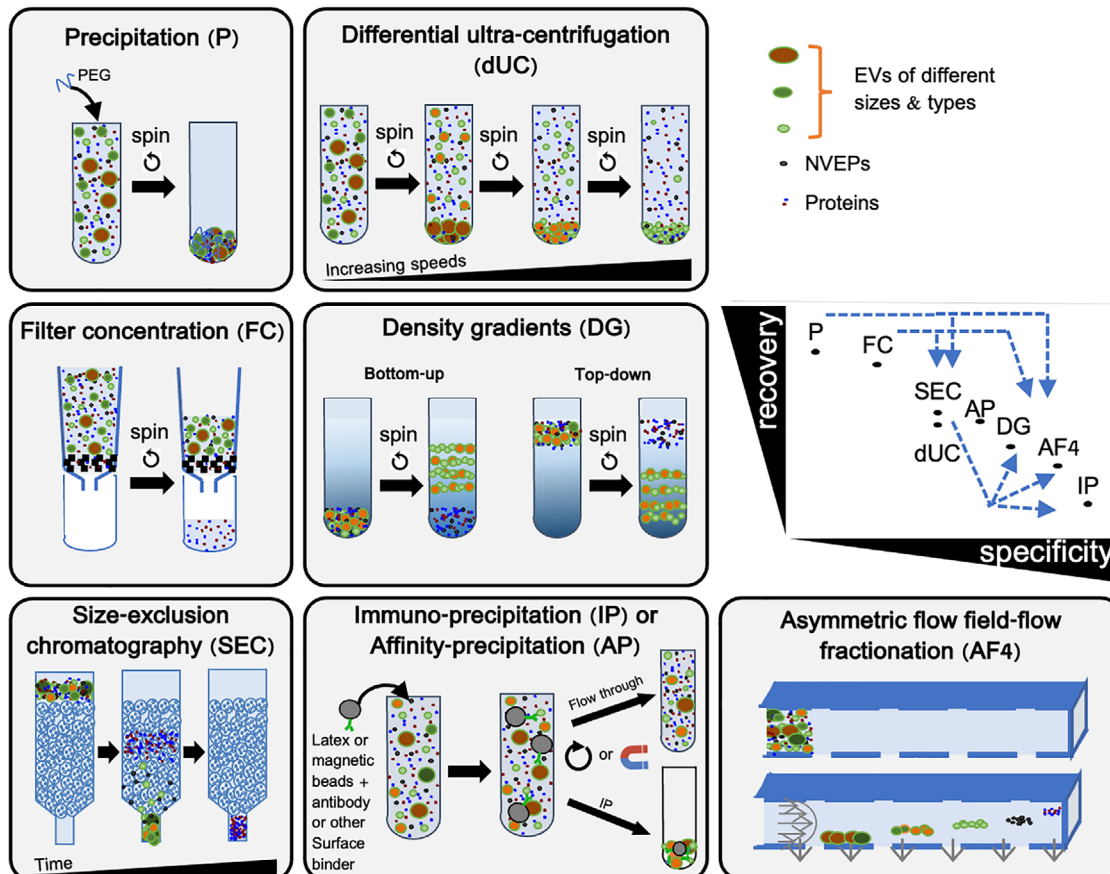 Precipitation (P)
PEG
spin
Differential ultra-centrifugation
(dUC)
spin
spin
spin
Increasing speeds
EVs of different
sizes & types
NVEPs
Proteins
Filter concentration (FC)
spin
Density gradients (DG)
Bottom-up
Top-down
spin
spin
recovery
P
FC
SEC
AP
dUC
DG
AF4
IP
specificity
Size-exclusion
chromatography (SEC)
Time
Immuno-precipitation (IP) or
Affinity-precipitation (AP)
Latex or
magnetic
beads +
antibody
or other
Surface
binder
Flow through
or
IP
Asymmetric flow field-flow
fractionation (AF4)